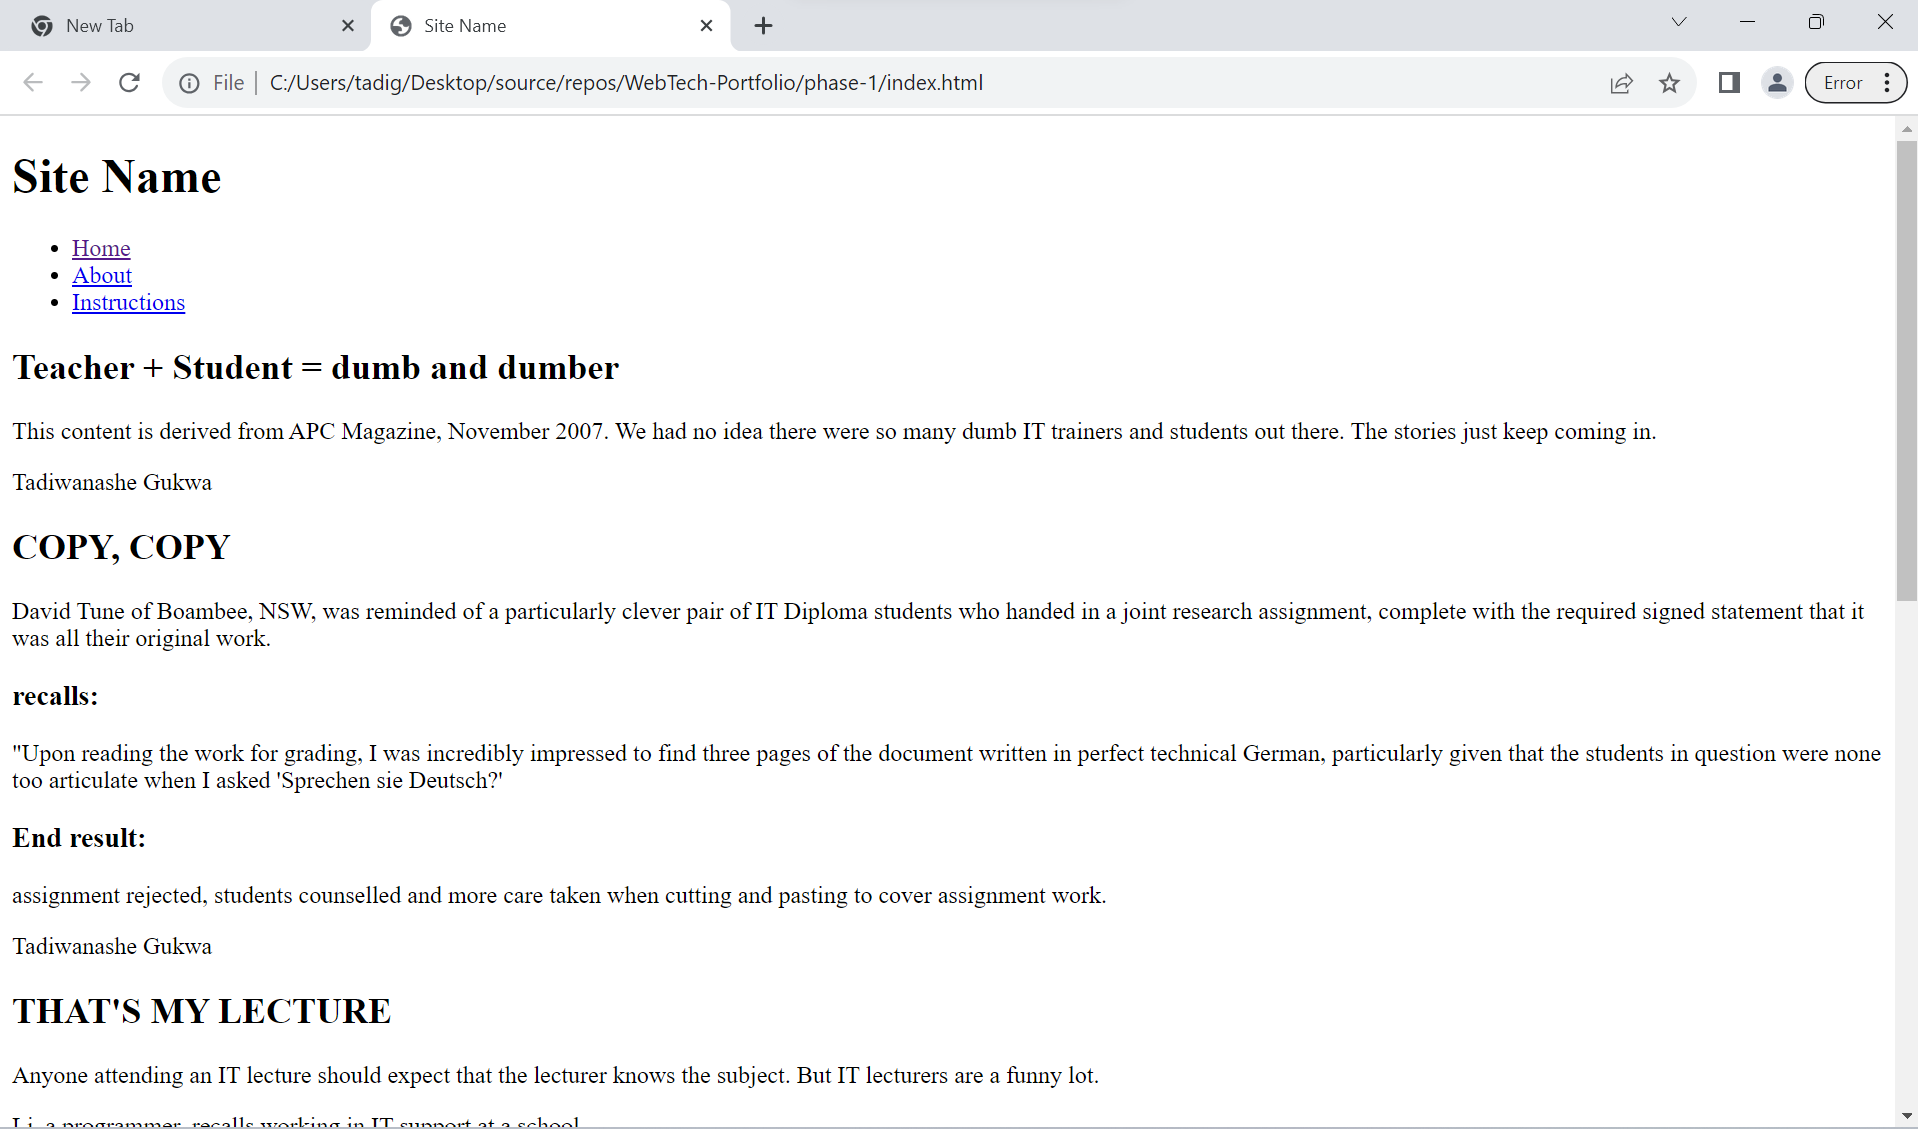 New Tab
Site Name
File
C:/Users/tadig/Desktop/source/repos/WebTech-Portfolio/phase-1/index.html
Error
Site Name
Home
About
Instructions
Teacher + Student = dumb and dumber
This content is derived from APC Magazine, November 2007. We had no idea there were so many dumb IT trainers and students out there. The stories just keep coming in.
Tadiwanashe Gukwa
COPY, COPY
David Tune of Boambee, NSW, was reminded of a particularly clever pair of IT Diploma students who handed in a joint research assignment, complete with the required signed statement that it
was all their original work.
recalls:
"Upon reading the work for grading, I was incredibly impressed to find three pages of the document written in perfect technical German, particularly given that the students in question were none
too articulate when I asked 'Sprechen sie Deutsch?'
End result:
assignment rejected, students counselled and more care taken when cutting and pasting to cover assignment work.
Tadiwanashe Gukwa
THAT'S MY LECTURE
Anyone attending an IT lecture should expect that the lecturer knows the subject. But IT lecturers are a funny lot.
a programmer, recalls working in IT support at a school